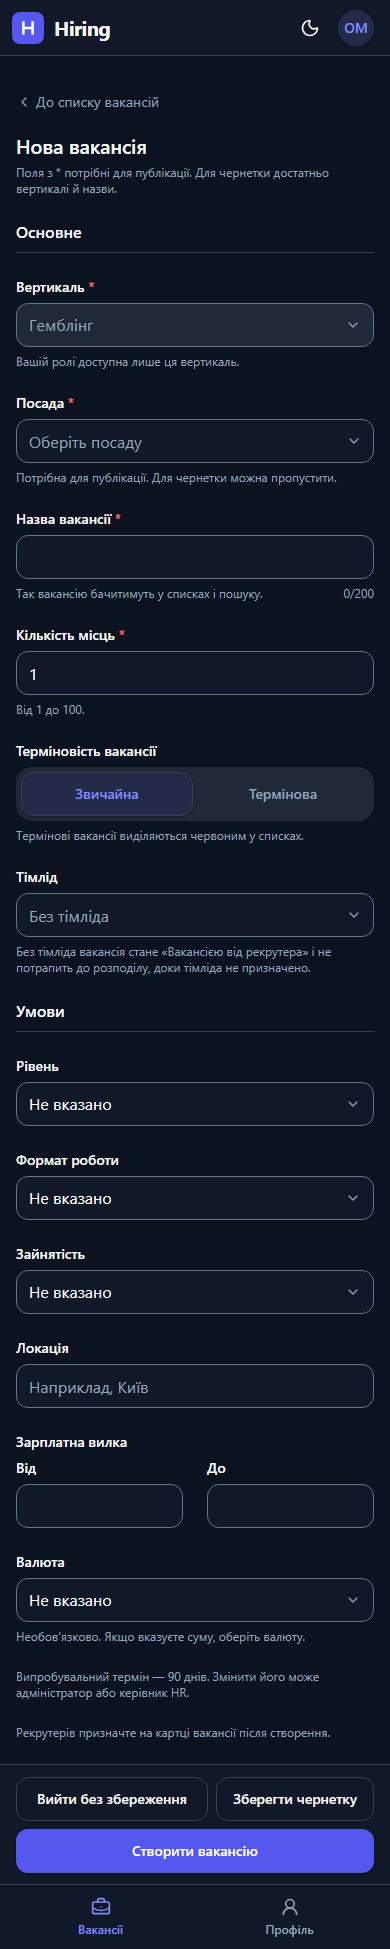 H Hiring OM
До списку вакансій
Нова вакансія
Поля з * потрібні для публікації. Для чернетки достатньо
вертикалі й назви.
Основне
Вертикаль *
Гемблінг
Вашій ролі доступна лише ця вертикаль.
Посада *
Оберіть посаду
Потрібна для публікації. Для чернетки можна пропустити.
Назва вакансії *
Так вакансію бачитимуть у списках і пошуку. 0/200
Кількість місць *
1
Від 1 до 100.
Терміновість вакансії
Звичайна Термінова
Термінові вакансії виділяються червоним у списках.
Тімлід
Без тімліда
Без тімліда вакансія стане «Вакансією від рекрутера» і не
потрапить до розподілу, доки тімліда не призначено.
Умови
Рівень
Не вказано
Формат роботи
Не вказано
Зайнятість
Не вказано
Локація
Наприклад, Київ
Зарплатна вилка
Від До
Валюта
Не вказано
Необов'язково. Якщо вказуєте суму, оберіть валюту.
Випробувальний термін — 90 днів. Змінити його може
адміністратор або керівник HR.
Рекрутерів призначте на картці вакансії після створення.
Вийти без збереження Зберегти чернетку
Створити вакансію
Вакансії Профіль